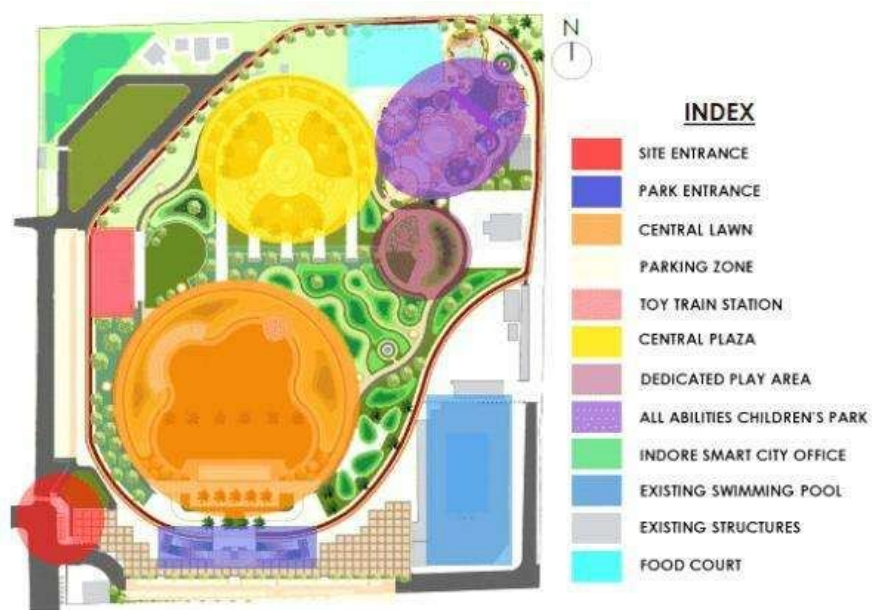 N
INDEX
SITE ENTRANCE
PARK ENTRANCE
CENTRAL LAWN
PARKING ZONE
TOY TRAIN STATION
CENTRAL PLAZA
DEDICATED PLAY AREA
ALL ABILITIES CHILDREN'S PARK
INDORE SMART CITY OFFICE
EXISTING SWIMMING POOL
EXISTING STRUCTURES
FOOD COURT